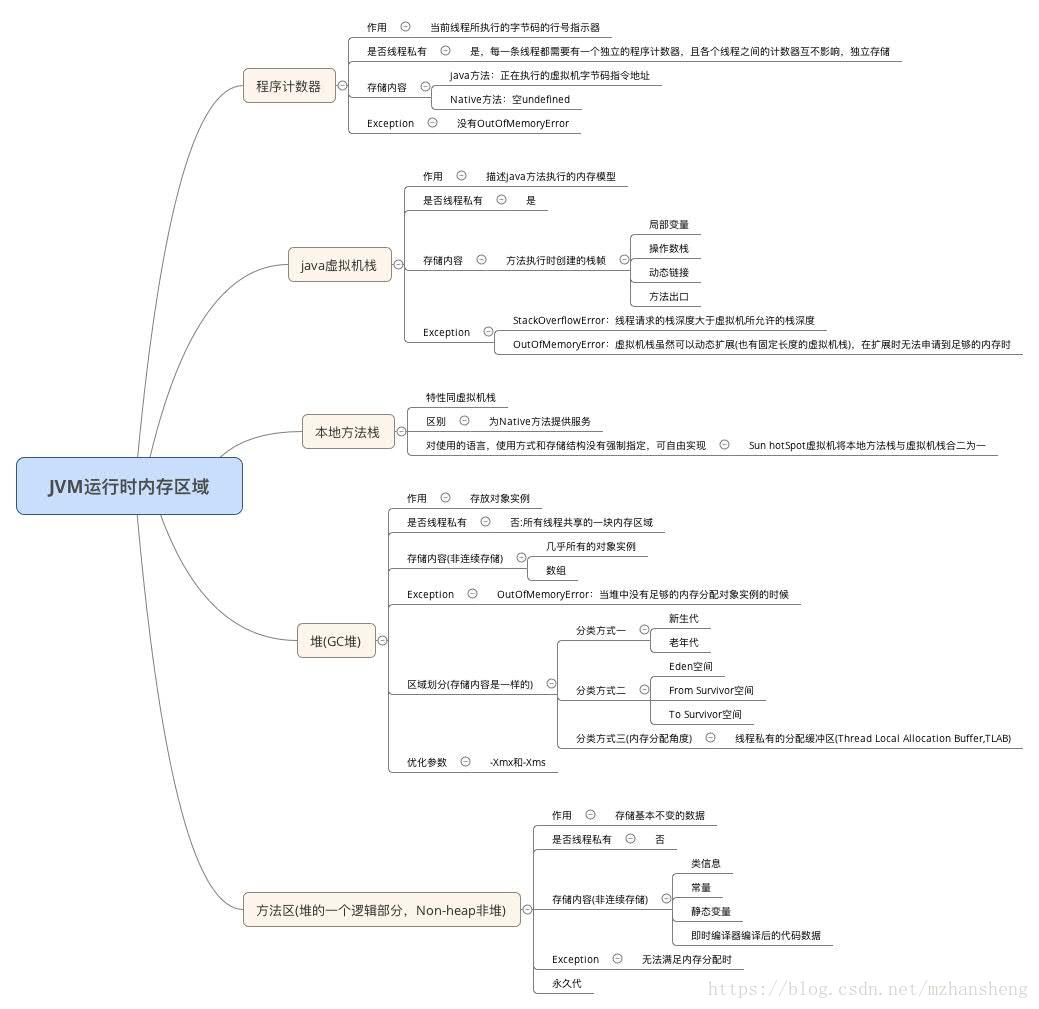 JVM运行时内存区域
程序计数器
作用 当前线程所执行的字节码的行号指示器
是否线程私有 是，每一条线程都需要有一个独立的程序计数器，且各个线程之间的计数器互不影响，独立存储
存储内容
java方法：正在执行的虚拟机字节码指令地址
Native方法：空undefined
Exception 没有OutOfMemoryError
java虚拟机栈
作用 描述java方法执行的内存模型
是否线程私有 是
存储内容 方法执行时创建的栈帧
局部变量
操作数栈
动态链接
方法出口
Exception
StackOverflowError：线程请求的栈深度大于虚拟机所允许的栈深度
OutOfMemoryError：虚拟机栈虽然可以动态扩展(也有固定长度的虚拟机栈)，在扩展时无法申请到足够的内存时
本地方法栈
特性同虚拟机栈
区别 为Native方法提供服务
对使用的语言，使用方式和存储结构没有强制指定，可自由实现 Sun hotSpot虚拟机将本地方法栈与虚拟机栈合二为一
堆(GC堆)
作用 存放对象实例
是否线程私有 否:所有线程共享的一块内存区域
存储内容(非连续存储)
几乎所有的对象实例
数组
Exception OutOfMemoryError：当堆中没有足够的内存分配对象实例的时候
区域划分(存储内容是一样的)
分类方式一
新生代
老年代
分类方式二
Eden空间
From Survivor空间
To Survivor空间
分类方式三(内存分配角度) 线程私有的分配缓冲区(Thread Local Allocation Buffer,TLAB)
优化参数 -Xmx和-Xms
方法区(堆的一个逻辑部分，Non-heap非堆)
作用 存储基本不变的数据
是否线程私有 否
存储内容(非连续存储)
类信息
常量
静态变量
即时编译器编译后的代码数据
Exception 无法满足内存分配时
永久代
https://blog.csdn.net/mzhansheng